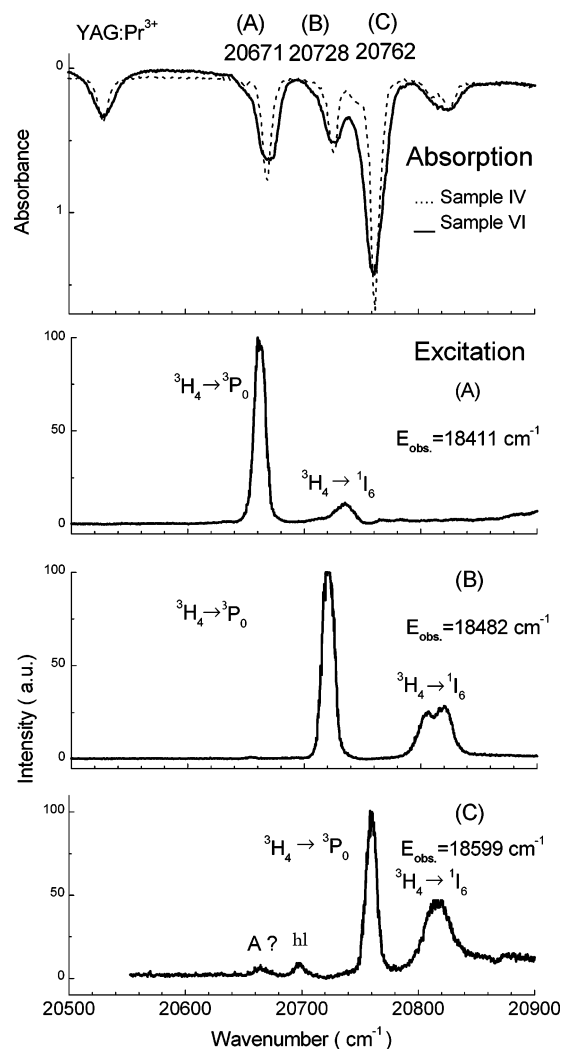 YAG:Pr3+
(A) (B) (C)
20671 20728 20762
0
1
Absorbance
Absorption
Sample IV
Sample VI
100
50
0
Excitation
(A)
3H4→3P0
Eobs.=18411 cm-1
3H4→1I6
100
50
0
(B)
3H4→3P0
Eobs.=18482 cm-1
3H4→1I6
Intensity ( a.u.)
100
50
0
(C)
3H4→3P0
Eobs.=18599 cm-1
3H4→1I6
A ? hl
20500 20600 20700 20800 20900
Wavenumber ( cm-1)